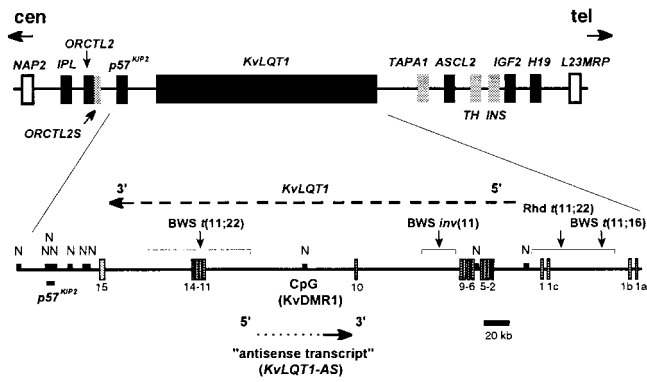 cen
tel
ORCTL2
NAP2 IPL p57KIP2 KvLQT1 TAPA1 ASCL2 IGF2 H19 L23MRP
TH INS
ORCTL2S
3' KvLQT1 5'
Rhd t(11;22)
BWS t(11;22) BWS inv(11) BWS t(11;16)
N
N NN N NN N N N
p57KIP2
15 14-11 CpG 10 9-6 5-2 1 1c 1b 1a
(KvDMR1)
5' 3'
20 kb
"antisense transcript"
(KvLQT1-AS)